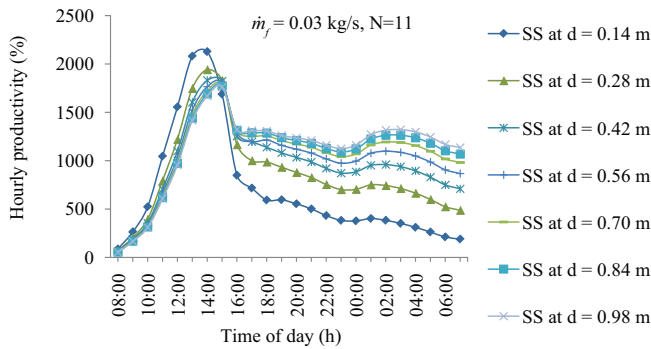 ṁf = 0.03 kg/s, N=11
Hourly productivity (%)
2500
2000
1500
1000
500
0
08:00
10:00
12:00
14:00
16:00
18:00
20:00
22:00
00:00
02:00
04:00
06:00
Time of day (h)
SS at d = 0.14 m
SS at d = 0.28 m
SS at d = 0.42 m
SS at d = 0.56 m
SS at d = 0.70 m
SS at d = 0.84 m
SS at d = 0.98 m